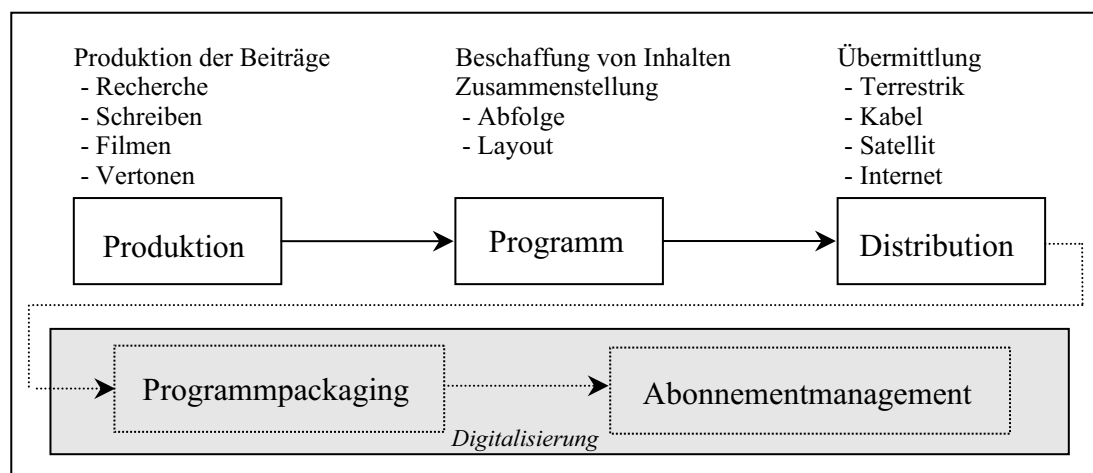 Produktion der Beiträge
- Recherche
- Schreiben
- Filmen
- Vertonen
Produktion
Beschaffung von Inhalten
Zusammenstellung
- Abfolge
- Layout
Programm
Übermittlung
- Terrestrik
- Kabel
- Satellit
- Internet
Distribution
Programmpackaging
Abonnementmanagement
Digitalisierung